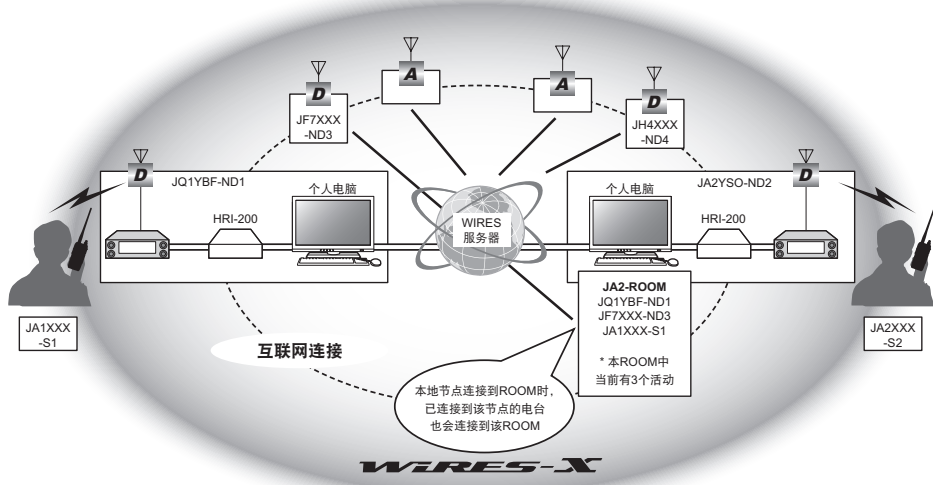 A
A
D
JF7XXX
-ND3
D
JH4XXX
-ND4
D
JQ1YBF-ND1
个人电脑
HRI-200
WIRES
服务器
个人电脑
JA2YSO-ND2
D
HRI-200
JA1XXX
-S1
JA2XXX
-S2
JA2-ROOM
JQ1YBF-ND1
JF7XXX-ND3
JA1XXX-S1
* 本ROOM中
当前有3个活动
互联网连接
本地节点连接到ROOM时，
已连接到该节点的电台
也会连接到该ROOM
WiRES-X